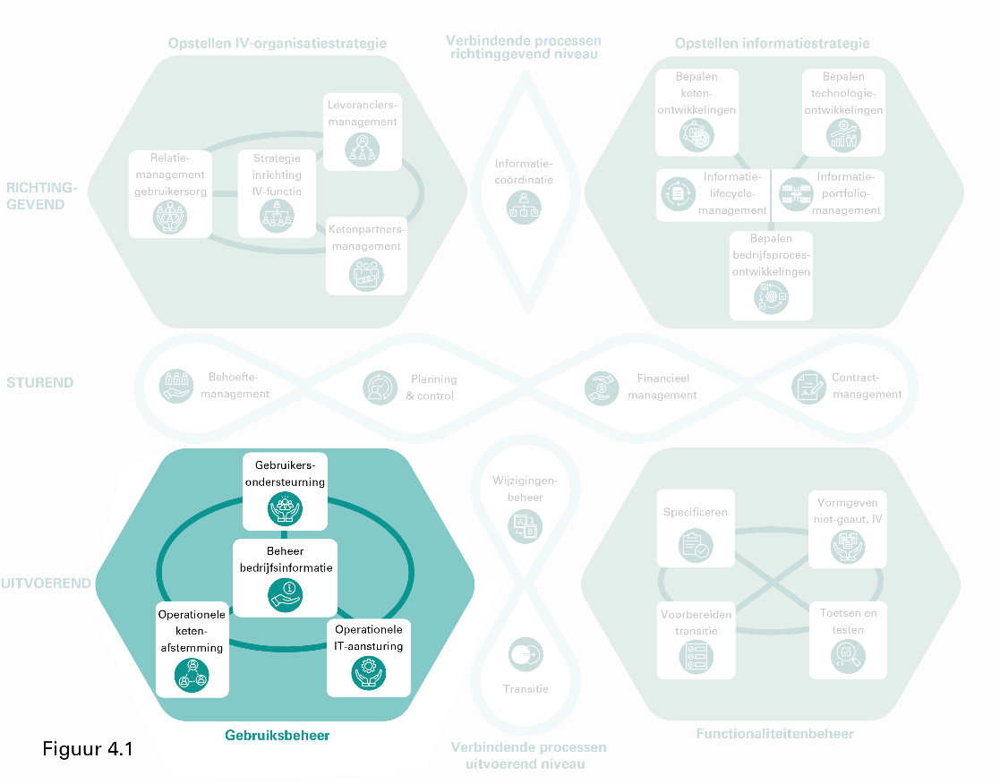 Opstellen IV-organisatiestrategie
Verbindende processen
richtinggevend niveau
Opstellen informatiestrategie
RICHTING-
GEVEND
Relatie-
management
gebruikersorg
Strategie
inrichting
IV-functie
Leveranciers-
management
Ketenpartners-
management
Informatie-
coördinatie
Bepalen
keten-
ontwikkelingen
Bepalen
technologie-
ontwikkelingen
Informatie-
lifecycle-
management
Informatie-
portfolio-
management
Bepalen
bedrijfsproces-
ontwikkelingen
STUREND
Behoefte-
management
Planning
& control
Financieel
management
Contract-
management
UITVOEREND
Gebruikers-
ondersteurning
Beheer
bedrijfsinformatie
Operationele
keten-
afstemming
Operationele
IT-aansturing
Gebruiksbeheer
Wijzigingen-
beheer
Transitie
Verbindende processen
uitvoerend niveau
Specificeren
Vormgeven
niet-geaut. IV
Voorbereiden
transitie
Toetsen en
testen
Functionaliteitenbeheer
Figuur 4.1